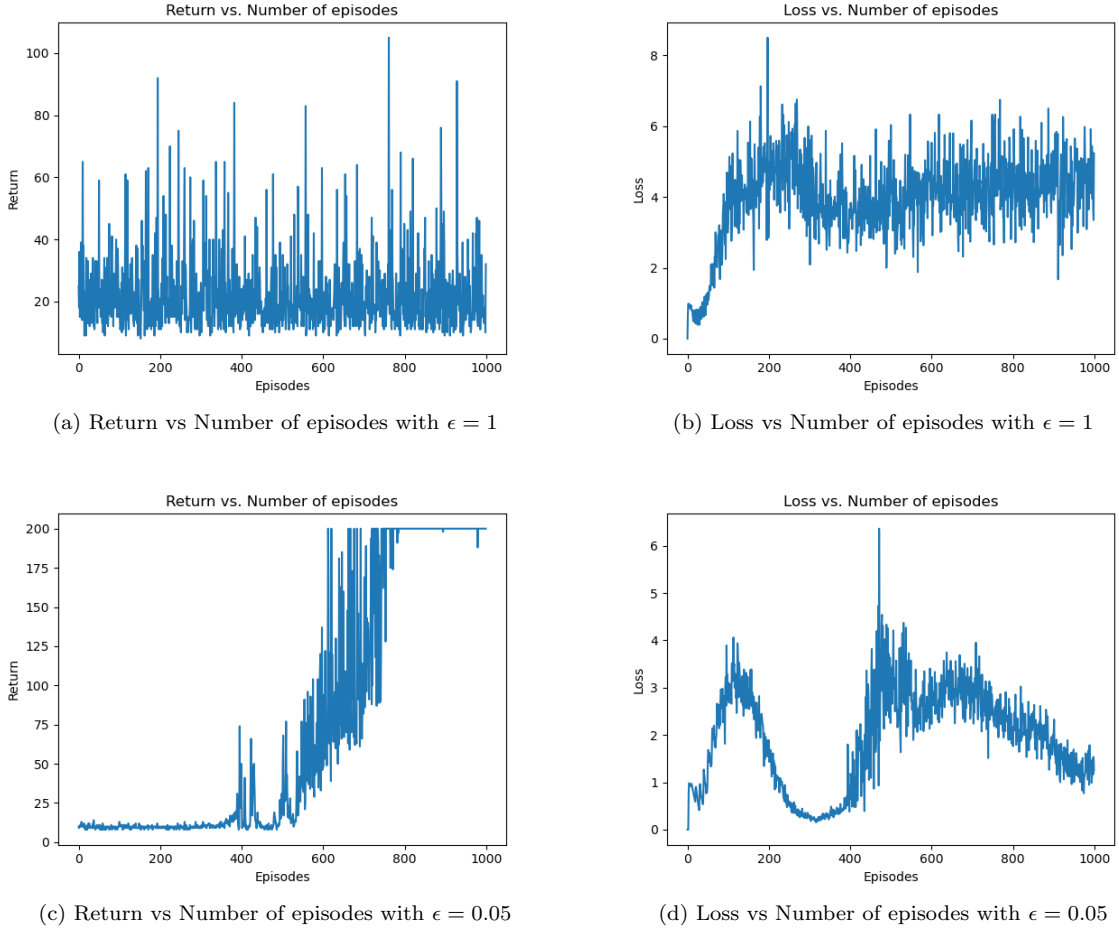 Return vs. Number of episodes
Return
100
80
60
40
20
0 200 400 600 800 1000
Episodes
(a) Return vs Number of episodes with ϵ = 1
Loss vs. Number of episodes
Loss
8
6
4
2
0
0 200 400 600 800 1000
Episodes
(b) Loss vs Number of episodes with ϵ = 1
Return vs. Number of episodes
Return
200
175
150
125
100
75
50
25
0
0 200 400 600 800 1000
Episodes
(c) Return vs Number of episodes with ϵ = 0.05
Loss vs. Number of episodes
Loss
6
5
4
3
2
1
0
0 200 400 600 800 1000
Episodes
(d) Loss vs Number of episodes with ϵ = 0.05